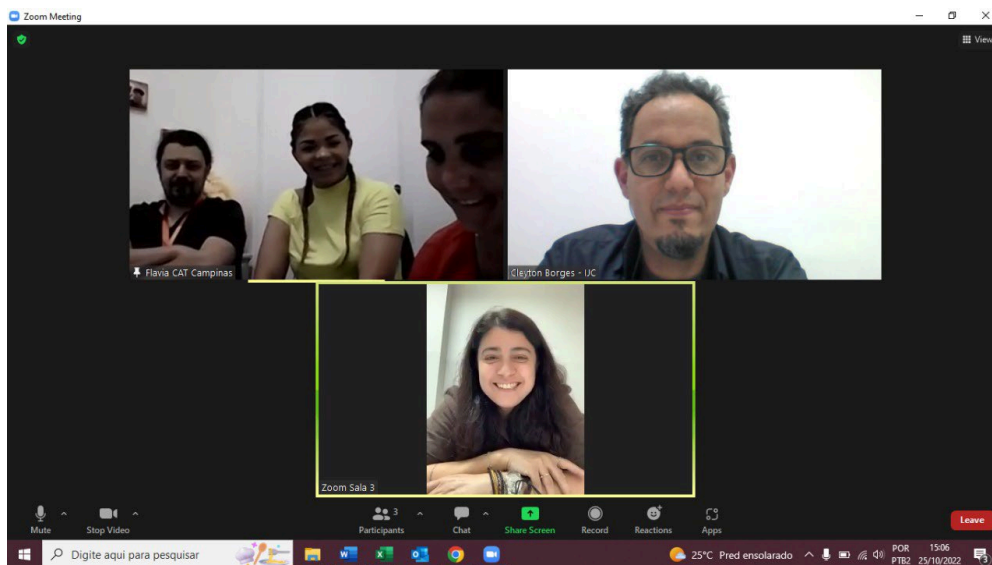 Zoom Meeting
View
Flavia CAT Campinas
Cleyton Borges - IJC
Zoom Sala 3
Mute
Stop Video
Participants
3
Chat
Share Screen
Record
Reactions
Apps
Leave
Digite aqui para pesquisar
25°C Pred ensolarado
POR
PTB2
15:06
25/10/2022
3